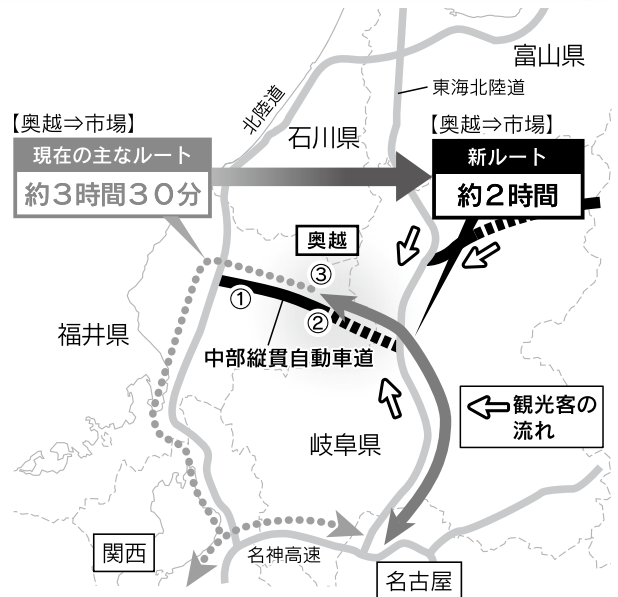 富山県
北陸道
東海北陸道
石川県
【奥越⇒市場】
現在の主なルート
約３時間３０分
【奥越⇒市場】
新ルート
約２時間
奥越
③
①
②
福井県
中部縦貫自動車道
観光客の
流れ
岐阜県
関西
名神高速
名古屋